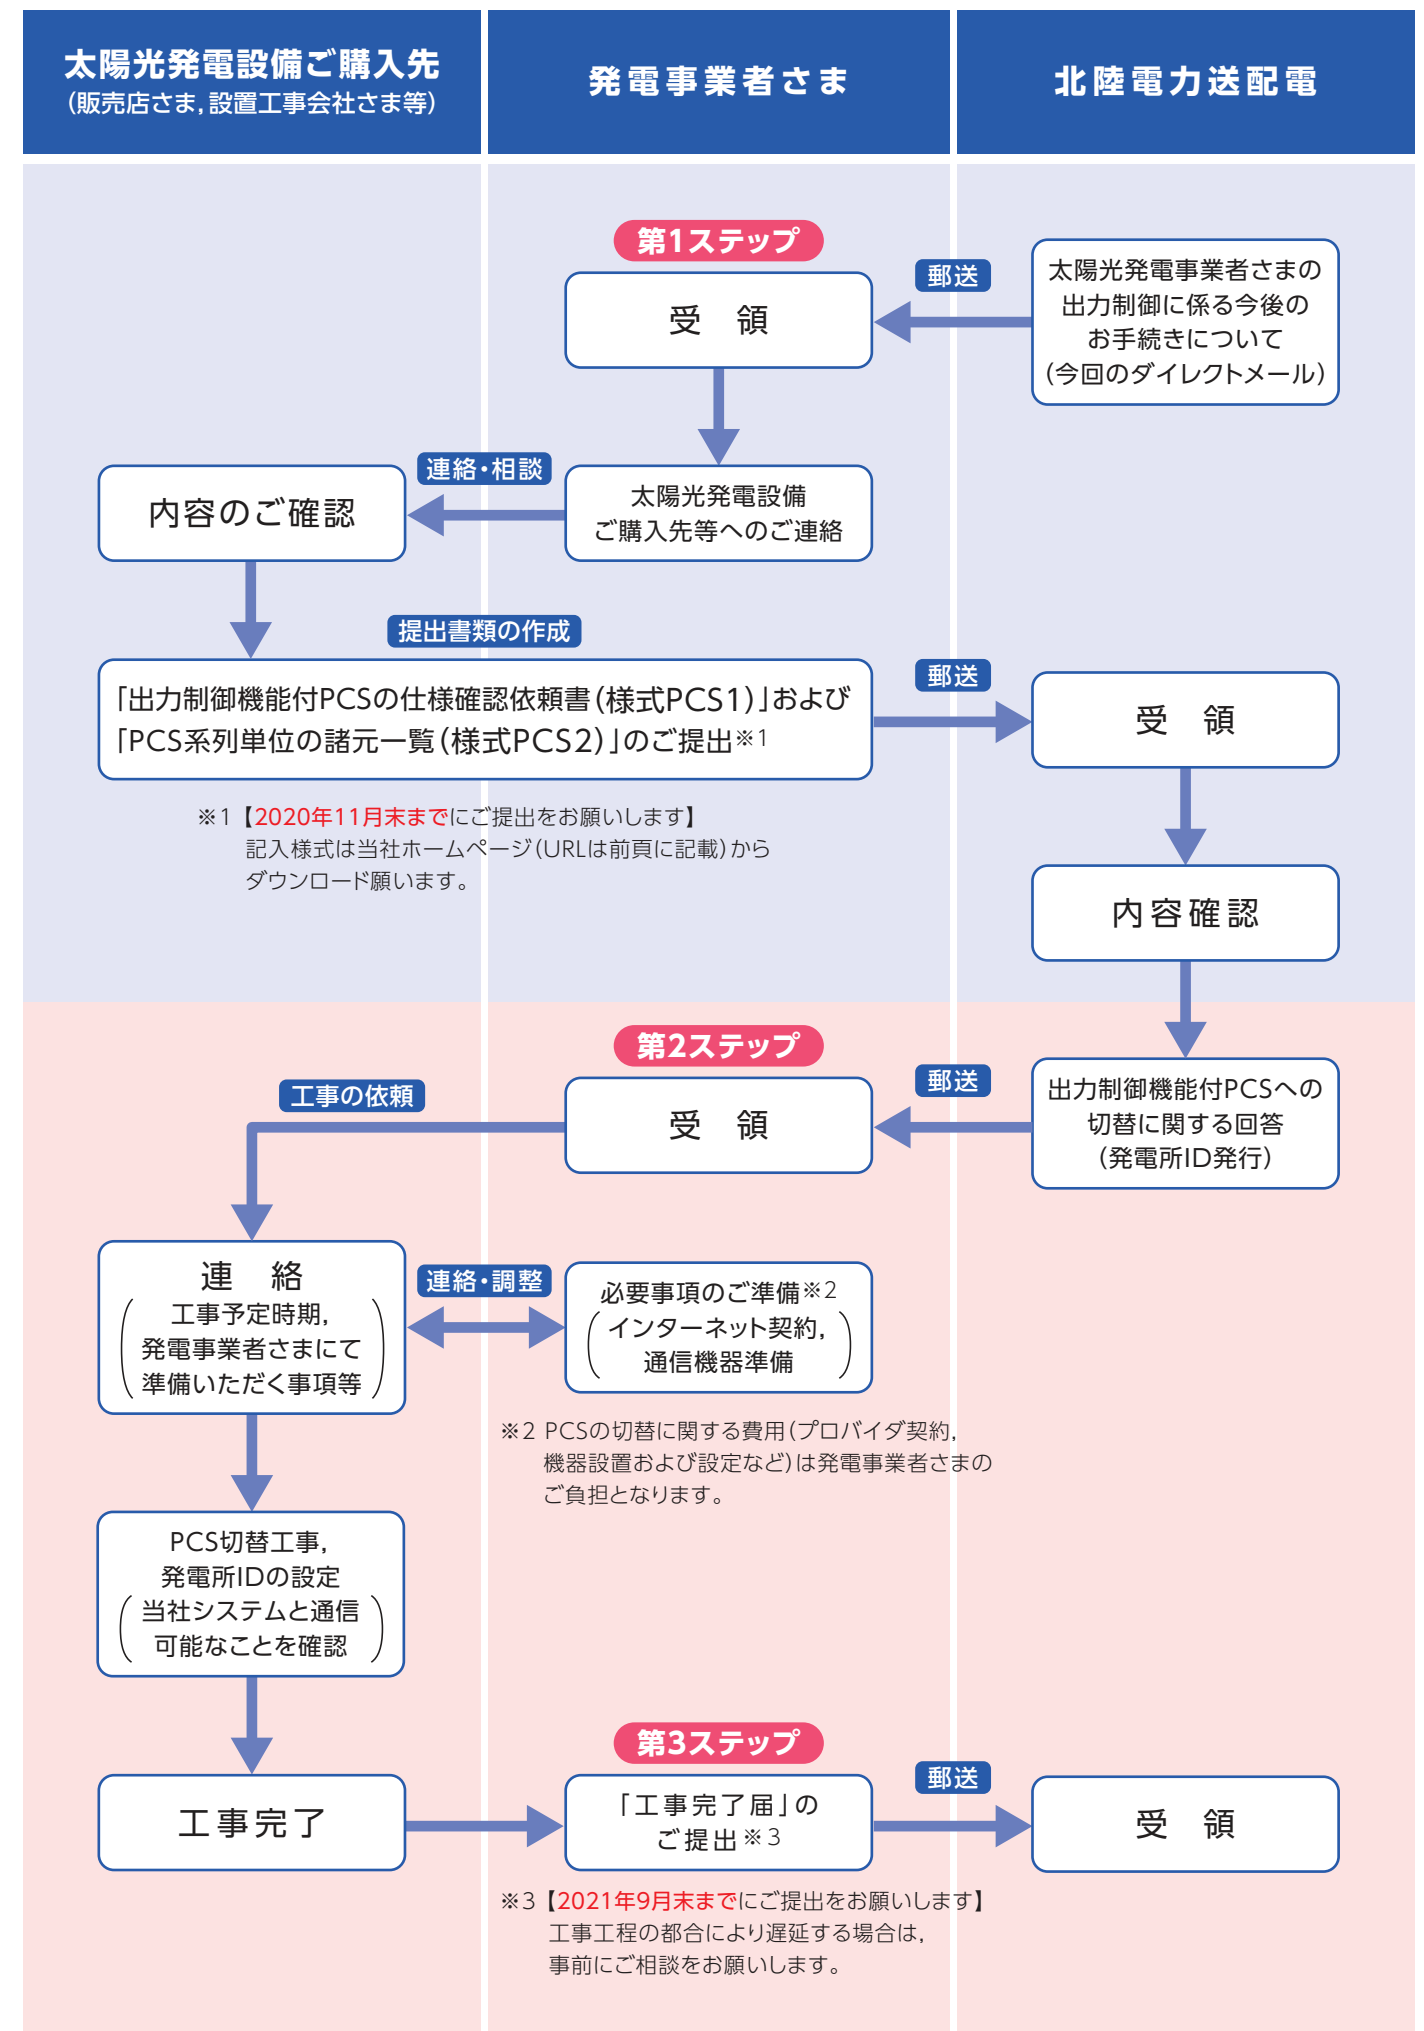 太陽光発電設備ご購入先
(販売店さま,設置工事会社さま等)
発電事業者さま
北陸電力送配電
第1ステップ
受　領
郵送
太陽光発電事業者さまの
出力制御に係る今後の
お手続きについて
(今回のダイレクトメール)
内容のご確認
連絡・相談
太陽光発電設備
ご購入先等へのご連絡
提出書類の作成
「出力制御機能付PCSの仕様確認依頼書(様式PCS1)」および
「PCS系列単位の諸元一覧(様式PCS2)」のご提出※1
郵送
受　領
※1【2020年11月末までにご提出をお願いします】
記入様式は当社ホームページ(URLは前頁に記載)から
ダウンロード願います。
内容確認
第2ステップ
工事の依頼
受　領
郵送
出力制御機能付PCSへの
切替に関する回答
(発電所ID発行)
連　絡
工事予定時期,
発電事業者さまにて
準備いただく事項等
連絡・調整
必要事項のご準備※2
インターネット契約,
通信機器準備
※2 PCSの切替に関する費用(プロバイダ契約,
機器設置および設定など)は発電事業者さまの
ご負担となります。
PCS切替工事,
発電所IDの設定
当社システムと通信
可能なことを確認
第3ステップ
工事完了
「工事完了届」の
ご提出※3
郵送
受　領
※3【2021年9月末までにご提出をお願いします】
工事工程の都合により遅延する場合は,
事前にご相談をお願いします。